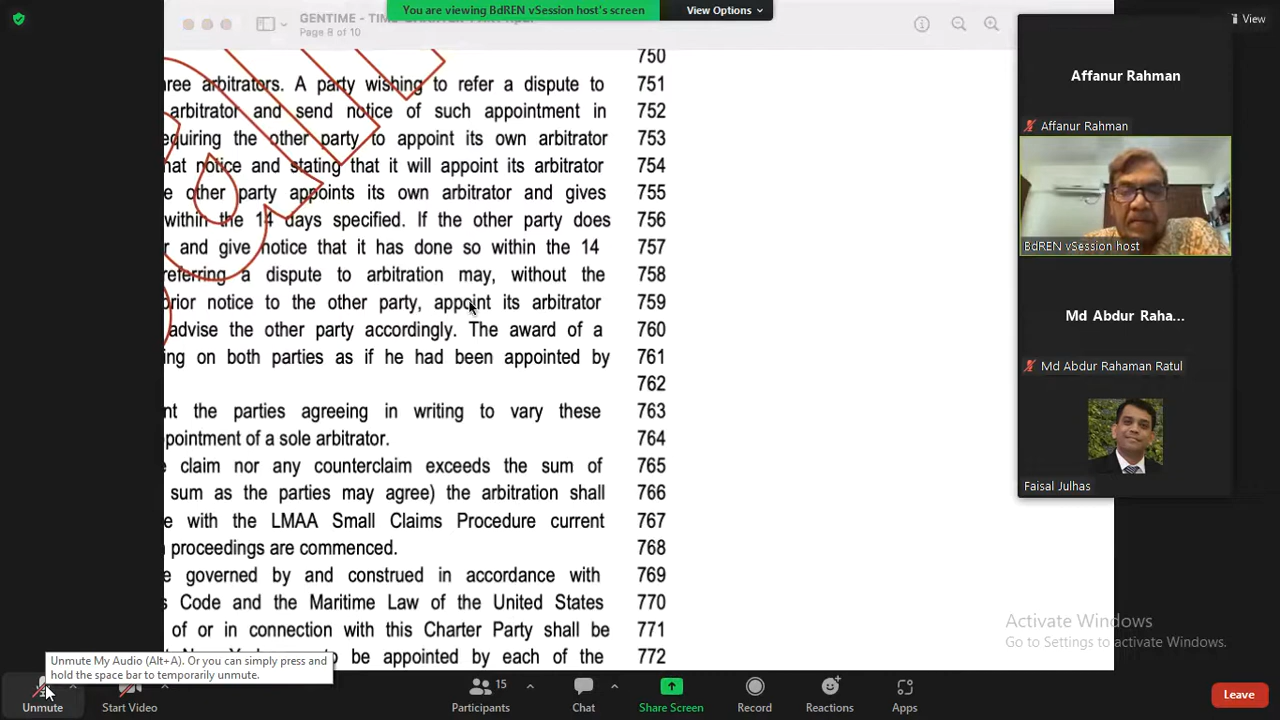 GENTIME - TIME CHARTER PARTY.pdf
Page 8 of 10
You are viewing BdREN vSession host's screen
View Options
View
750
hree arbitrators. A party wishing to refer a dispute to 751
arbitrator and send notice of such appointment in 752
equiring the other party to appoint its own arbitrator 753
hat notice and stating that it will appoint its arbitrator 754
e other party appoints its own arbitrator and gives 755
within the 14 days specified. If the other party does 756
r and give notice that it has done so within the 14 757
referring a dispute to arbitration may, without the 758
prior notice to the other party, appoint its arbitrator 759
advise the other party accordingly. The award of a 760
ing on both parties as if he had been appointed by 761
762
nt the parties agreeing in writing to vary these 763
ppointment of a sole arbitrator. 764
e claim nor any counterclaim exceeds the sum of 765
sum as the parties may agree) the arbitration shall 766
e with the LMAA Small Claims Procedure current 767
n proceedings are commenced. 768
e governed by and construed in accordance with 769
s Code and the Maritime Law of the United States 770
of or in connection with this Charter Party shall be 771
to be appointed by each of the 772
Affanur Rahman
Affanur Rahman
BdREN vSession host
Md Abdur Raha...
Md Abdur Rahaman Ratul
Faisal Julhas
Activate Windows
Go to Settings to activate Windows.
Unmute My Audio (Alt+A). Or you can simply press and
hold the space bar to temporarily unmute.
Unmute
Start Video
15
Participants
Chat
Share Screen
Record
Reactions
Apps
Leave